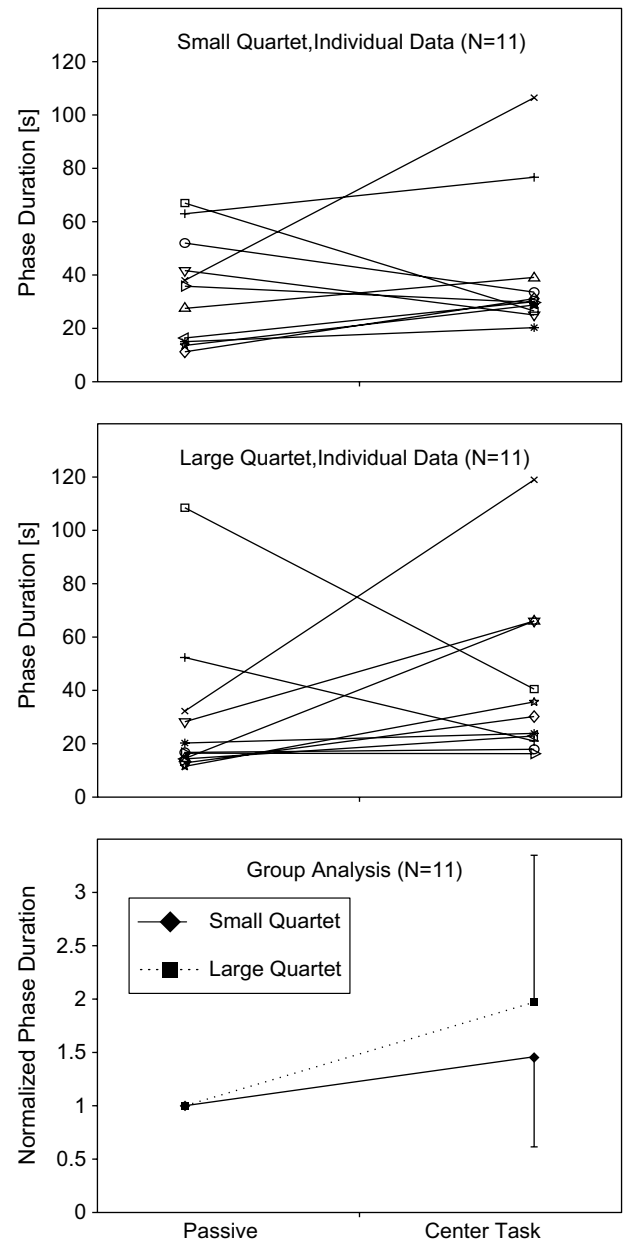 Small Quartet,Individual Data (N=11)
Phase Duration [s]
120
100
80
60
40
20
0
Large Quartet,Individual Data (N=11)
Phase Duration [s]
120
100
80
60
40
20
0
Group Analysis (N=11)
Normalized Phase Duration
3
2.5
2
1.5
1
0.5
0
Small Quartet
Large Quartet
Passive
Center Task